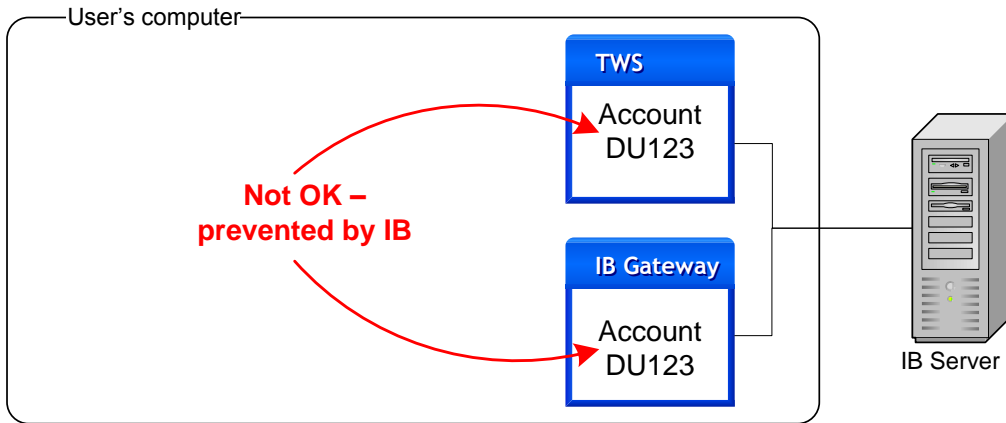 User's computer
TWS
Account
DU123
Not OK –
prevented by IB
IB Gateway
Account
DU123
IB Server